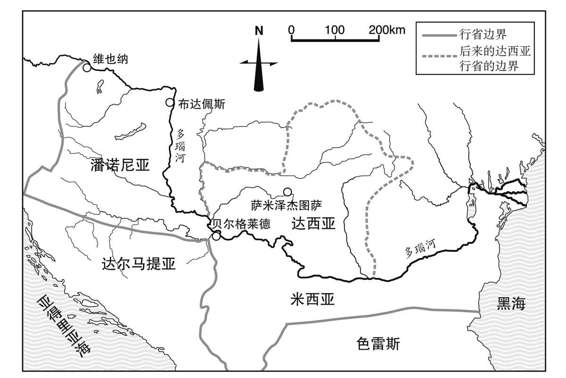 N
0 100 200km
行省边界
后来的达西亚
行省的边界
维也纳
布达佩斯
多瑙河
潘诺尼亚
萨米泽杰图萨
贝尔格莱德
达西亚
多瑙河
达尔马提亚
米西亚
黑海
亚得里亚海
色雷斯